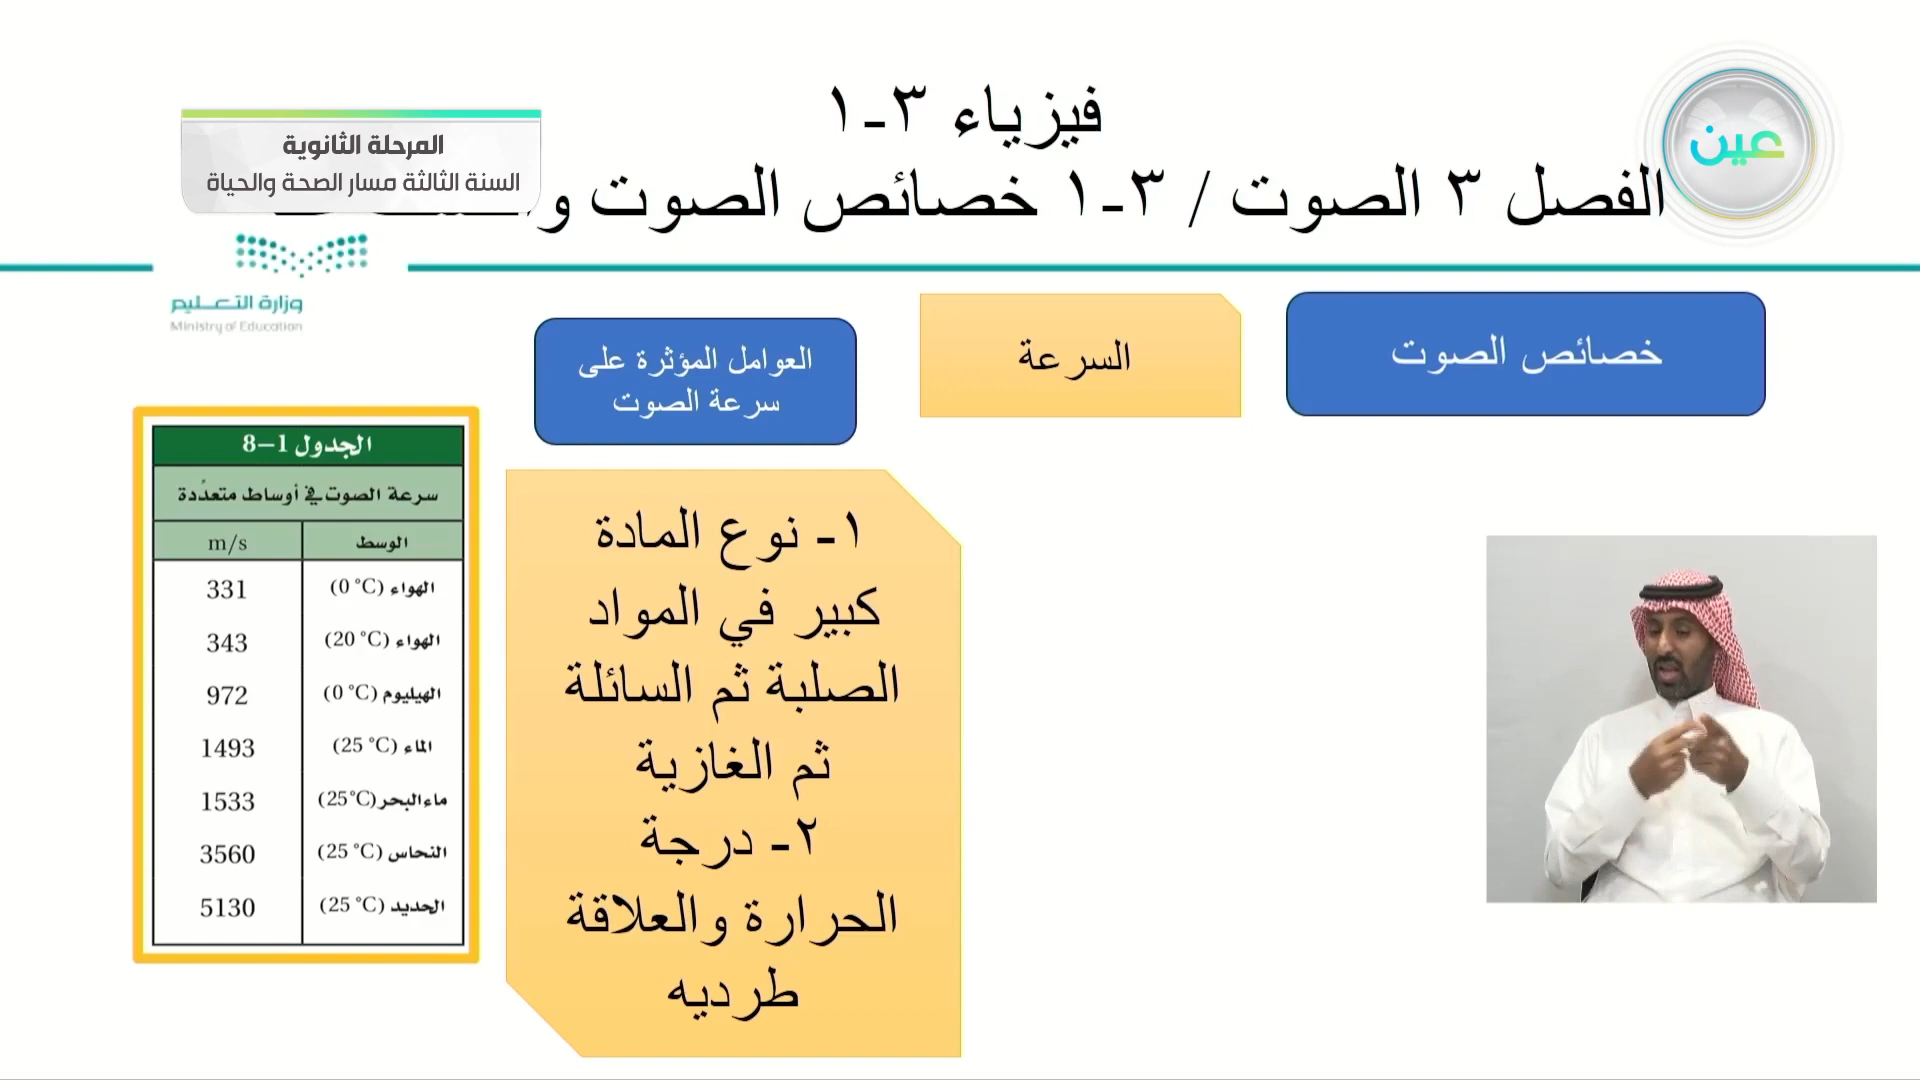 فيزياء ٣-١
الفصل ٣ الصوت / ٣-١ خصائص الصوت
عين
المرحلة الثانوية
السنة الثالثة مسار الصحة والحياة
وزارة التعليم
Ministry of Education
خصائص الصوت
السرعة
العوامل المؤثرة على
سرعة الصوت
١- نوع المادة
كبير في المواد
الصلبة ثم السائلة
ثم الغازية
٢- درجة
الحرارة والعلاقة
طرديه
الجدول 1–8
سرعة الصوت في أوساط متعدّدة
الوسط m/s
الهواء (0 °C) 331
الهواء (20 °C) 343
الهيليوم (0 °C) 972
الماء (25 °C) 1493
ماء البحر (25°C) 1533
النحاس (25 °C) 3560
الحديد (25 °C) 5130